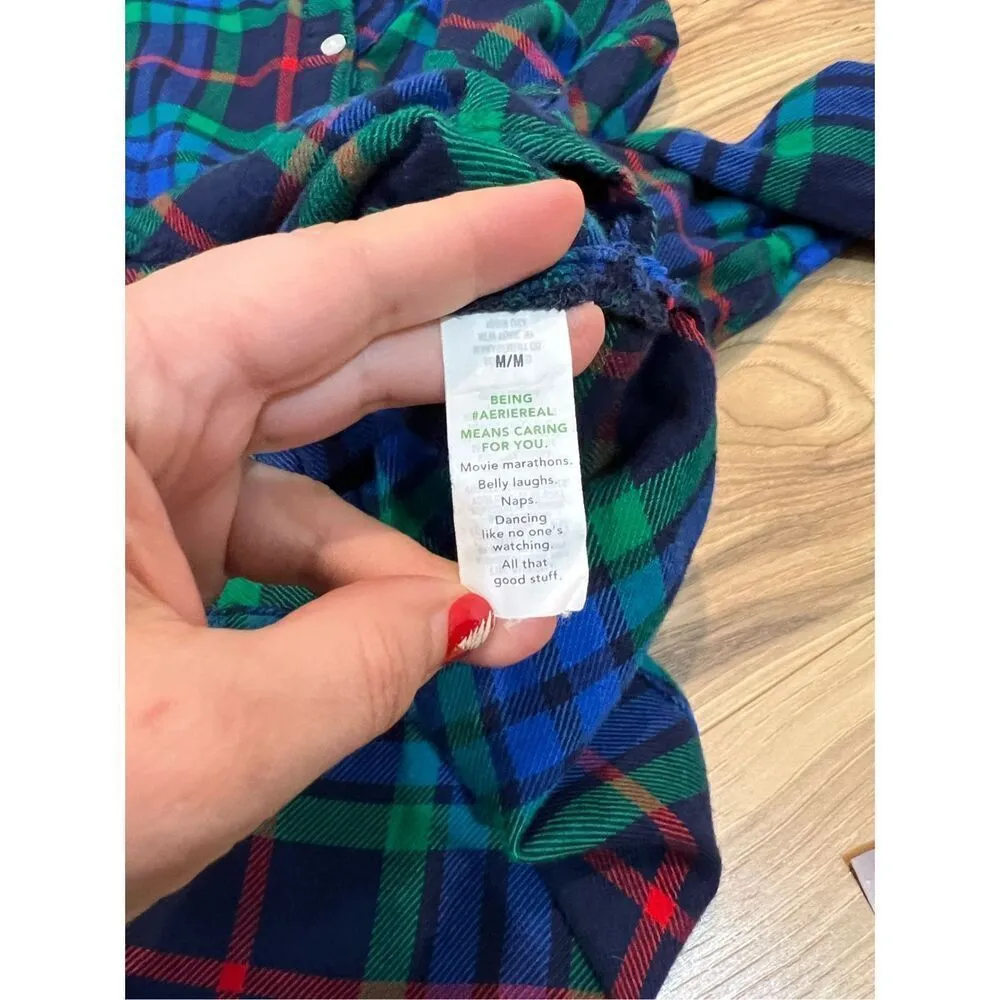 M/M
BEING
#AERIEREAL
MEANS CARING
FOR YOU.
Movie marathons.
Belly laughs.
Naps.
Dancing
like no one's
watching.
All that
good stuff.